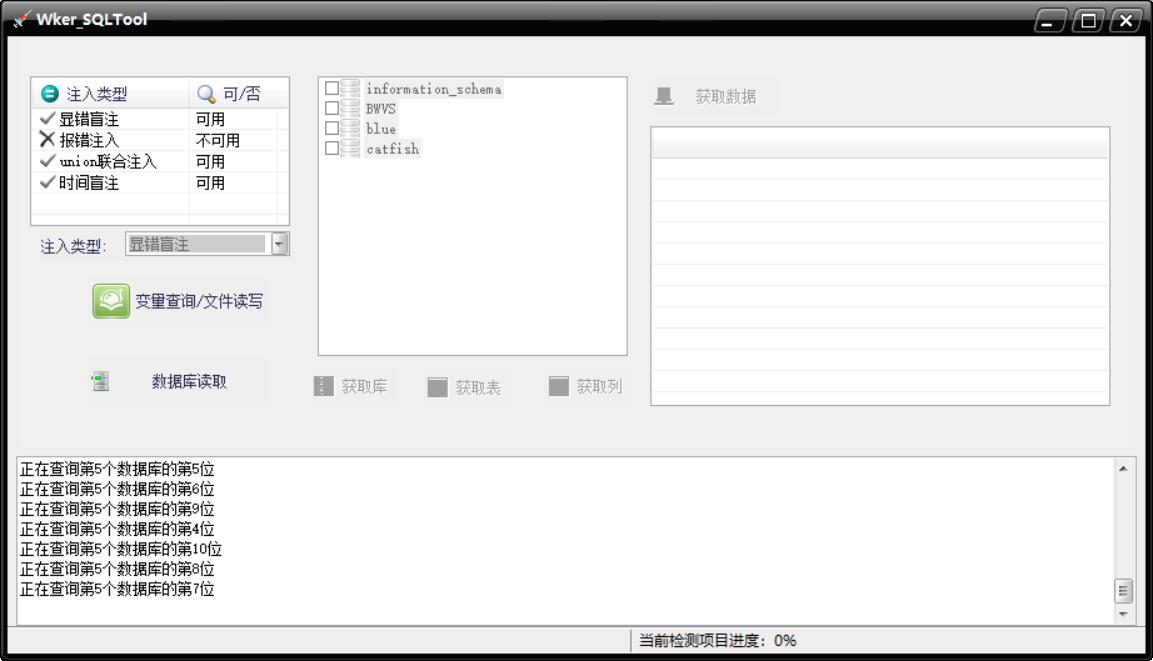 Wker_SQLTool
注入类型 可/否
显错盲注 可用
报错注入 不可用
union联合注入 可用
时间盲注 可用
注入类型: 显错盲注
变量查询/文件读写
数据库读取
information_schema
BWVS
blue
catfish
获取库 获取表 获取列
获取数据
正在查询第5个数据库的第5位
正在查询第5个数据库的第6位
正在查询第5个数据库的第9位
正在查询第5个数据库的第4位
正在查询第5个数据库的第10位
正在查询第5个数据库的第8位
正在查询第5个数据库的第7位
当前检测项目进度：0%